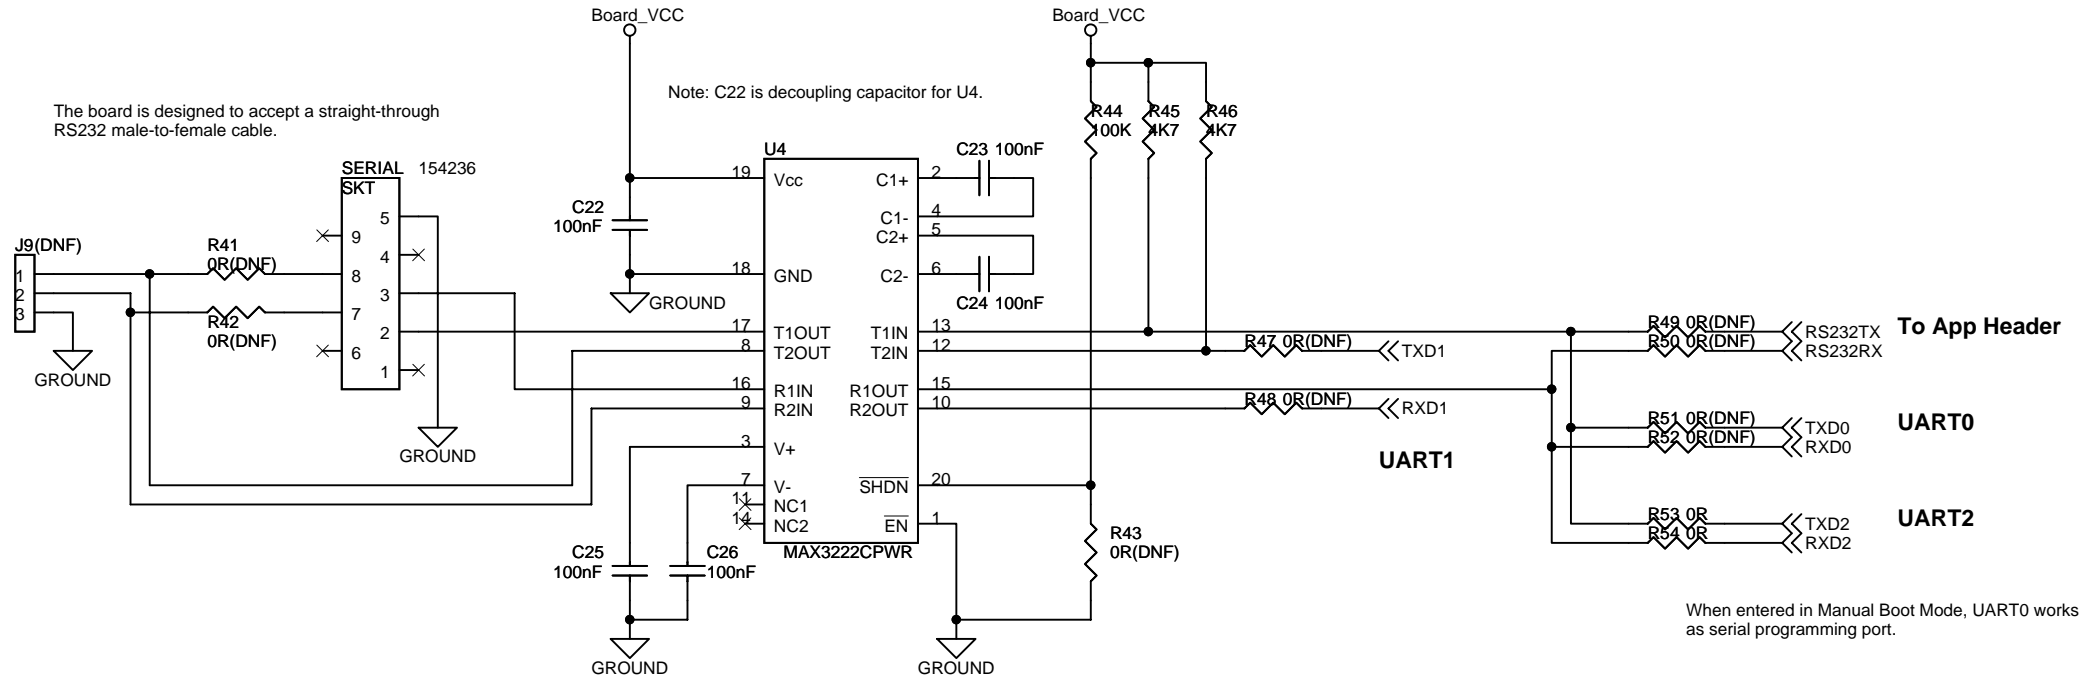 Board_VCC
Board_VCC
The board is designed to accept a straight-through
RS232 male-to-female cable.
Note: C22 is decoupling capacitor for U4.
SERIAL 154236
SKT
5
9
4
8
3
7
2
6
1
J9(DNF)
1
2
3
GROUND
R41
0R(DNF)
R42
0R(DNF)
GROUND
C22
100nF
GROUND
U4
19 Vcc
18 GND
17 T1OUT
8 T2OUT
16 R1IN
9 R2IN
3 V+
7 V-
11 NC1
14 NC2
C1+ 2
C1- 4
C2+ 5
C2- 6
T1IN 13
T2IN 12
R1OUT 15
R2OUT 10
SHDN 20
EN 1
MAX3222CPWR
C23 100nF
C24 100nF
C25
100nF
C26
100nF
GROUND
GROUND
R44
100K
R45
4K7
R46
4K7
R43
0R(DNF)
R47 0R(DNF) TXD1
R48 0R(DNF) RXD1
UART1
R49 0R(DNF) RS232TX
R50 0R(DNF) RS232RX
To App Header
R51 0R(DNF) TXD0
R52 0R(DNF) RXD0
UART0
R53 0R TXD2
R54 0R RXD2
UART2
When entered in Manual Boot Mode, UART0 works
as serial programming port.